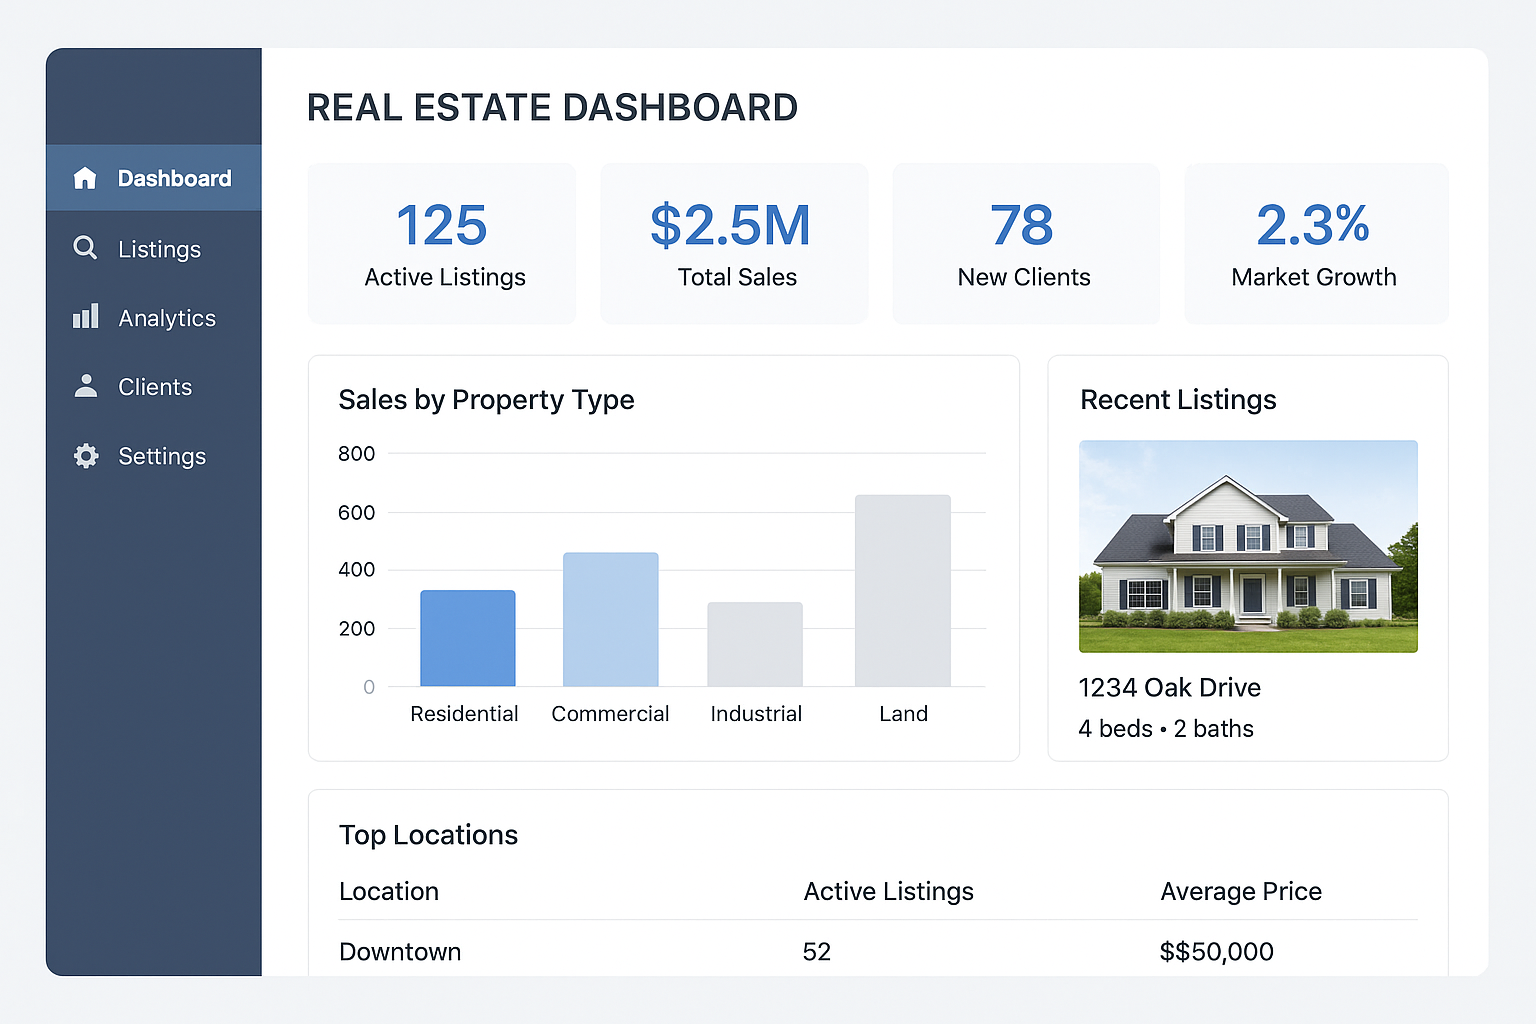 REAL ESTATE DASHBOARD
Dashboard
Listings
Analytics
Clients
Settings
125
Active Listings
$2.5M
Total Sales
78
New Clients
2.3%
Market Growth
Sales by Property Type
800
600
400
200
0
Residential
Commercial
Industrial
Land
Recent Listings
1234 Oak Drive
4 beds • 2 baths
Top Locations
Location Active Listings Average Price
Downtown 52 $$50,000